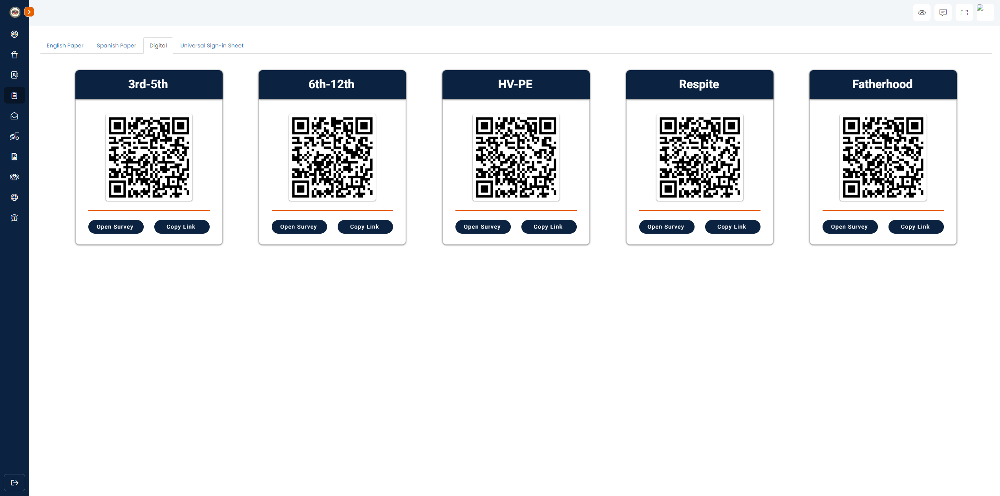 English Paper Spanish Paper Digital Universal Sign-in Sheet
3rd-5th 6th-12th HV-PE Respite Fatherhood
Open Survey Copy Link Open Survey Copy Link Open Survey Copy Link Open Survey Copy Link Open Survey Copy Link